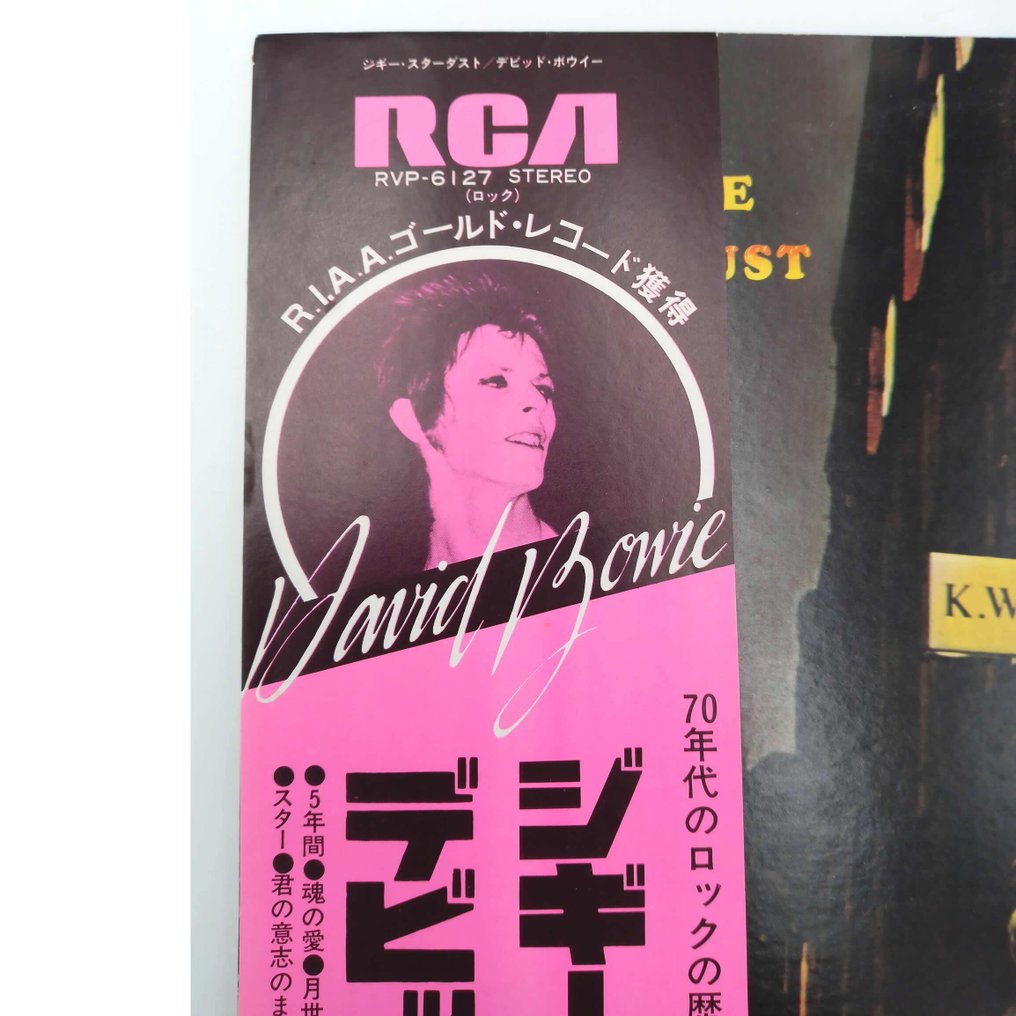 ジギー・スターダスト/デビッド・ボウイー
RCA
RVP-6127 STEREO
(ロック)
R.I.A.A.ゴールド・レコード獲得
David Bowie
70年代のロックの歴
ジギー
デビッ
●5年間●魂の愛●月世
●スター●君の意志のま
E
UST
K.W